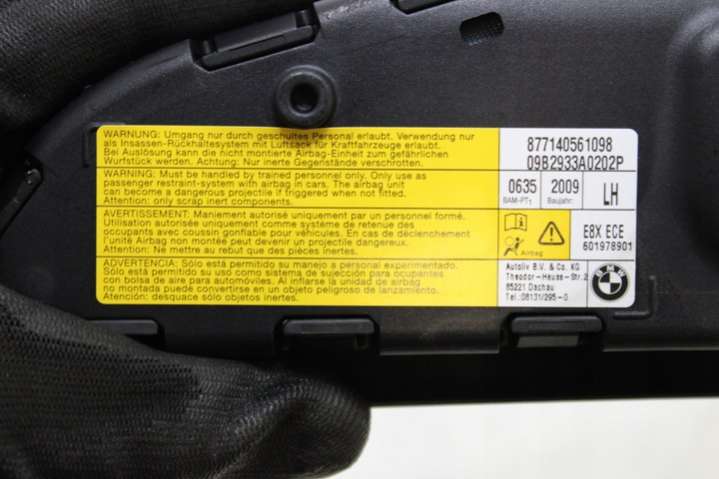 WARNUNG: Umgang nur durch geschultes Personal erlaubt. Verwendung nur
als Insassen-Rückhaltesystem mit Luftsack für Kraftfahrzeuge erlaubt.
Bei Auslösung kann die nicht montierte Airbag-Einheit zum gefährlichen
Wurfstück werden. Achtung: Nur inerte Gegenstände verschrotten.
WARNING: Must be handled by trained personnel only. Use only as
passenger restraint-system with airbag in cars. The airbag unit
can become a dangerous projectile if triggered when not fitted.
Attention: only scrap inert components.
AVERTISSEMENT: Maniement autorisé uniquement par un personnel formé.
Utilisation autorisée uniquement comme système de retenue des
occupants avec coussin gonflable pour véhicules. En cas de déclenchement
l'unité Airbag non montée peut devenir un projectile dangereux.
Attention: Ne mettre au rebut que des pièces inertes.
ADVERTENCIA: Sólo está permitido su manejo a personal experimentado.
Sólo está permitido su uso como sistema de sujección para ocupantes
con bolsa de aire para automóviles. Al inflarse la unidad de airbag
no montada puede convertirse en un objeto peligroso de lanzamiento.
Atención: desquace sólo objetos inertes.
877140561098
09B2933A0202P
0635
BAM-PT1
2009
Baujahr:
LH
Airbag
E8X ECE
601978901
Autoliv B.V. & Co. KG
Theodor-Heuss-Str.2
85221 Dachau
Tel.:08131/295-0
BMW